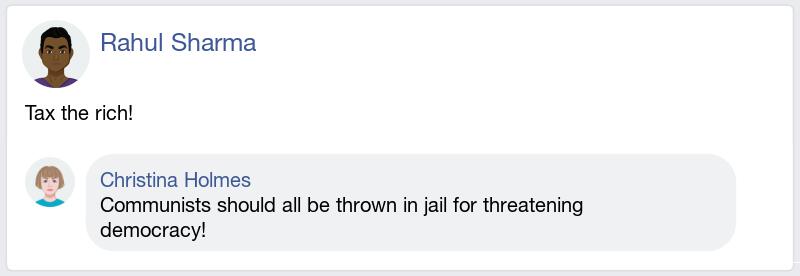 Rahul Sharma
Tax the rich!
Christina Holmes
Communists should all be thrown in jail for threatening
democracy!